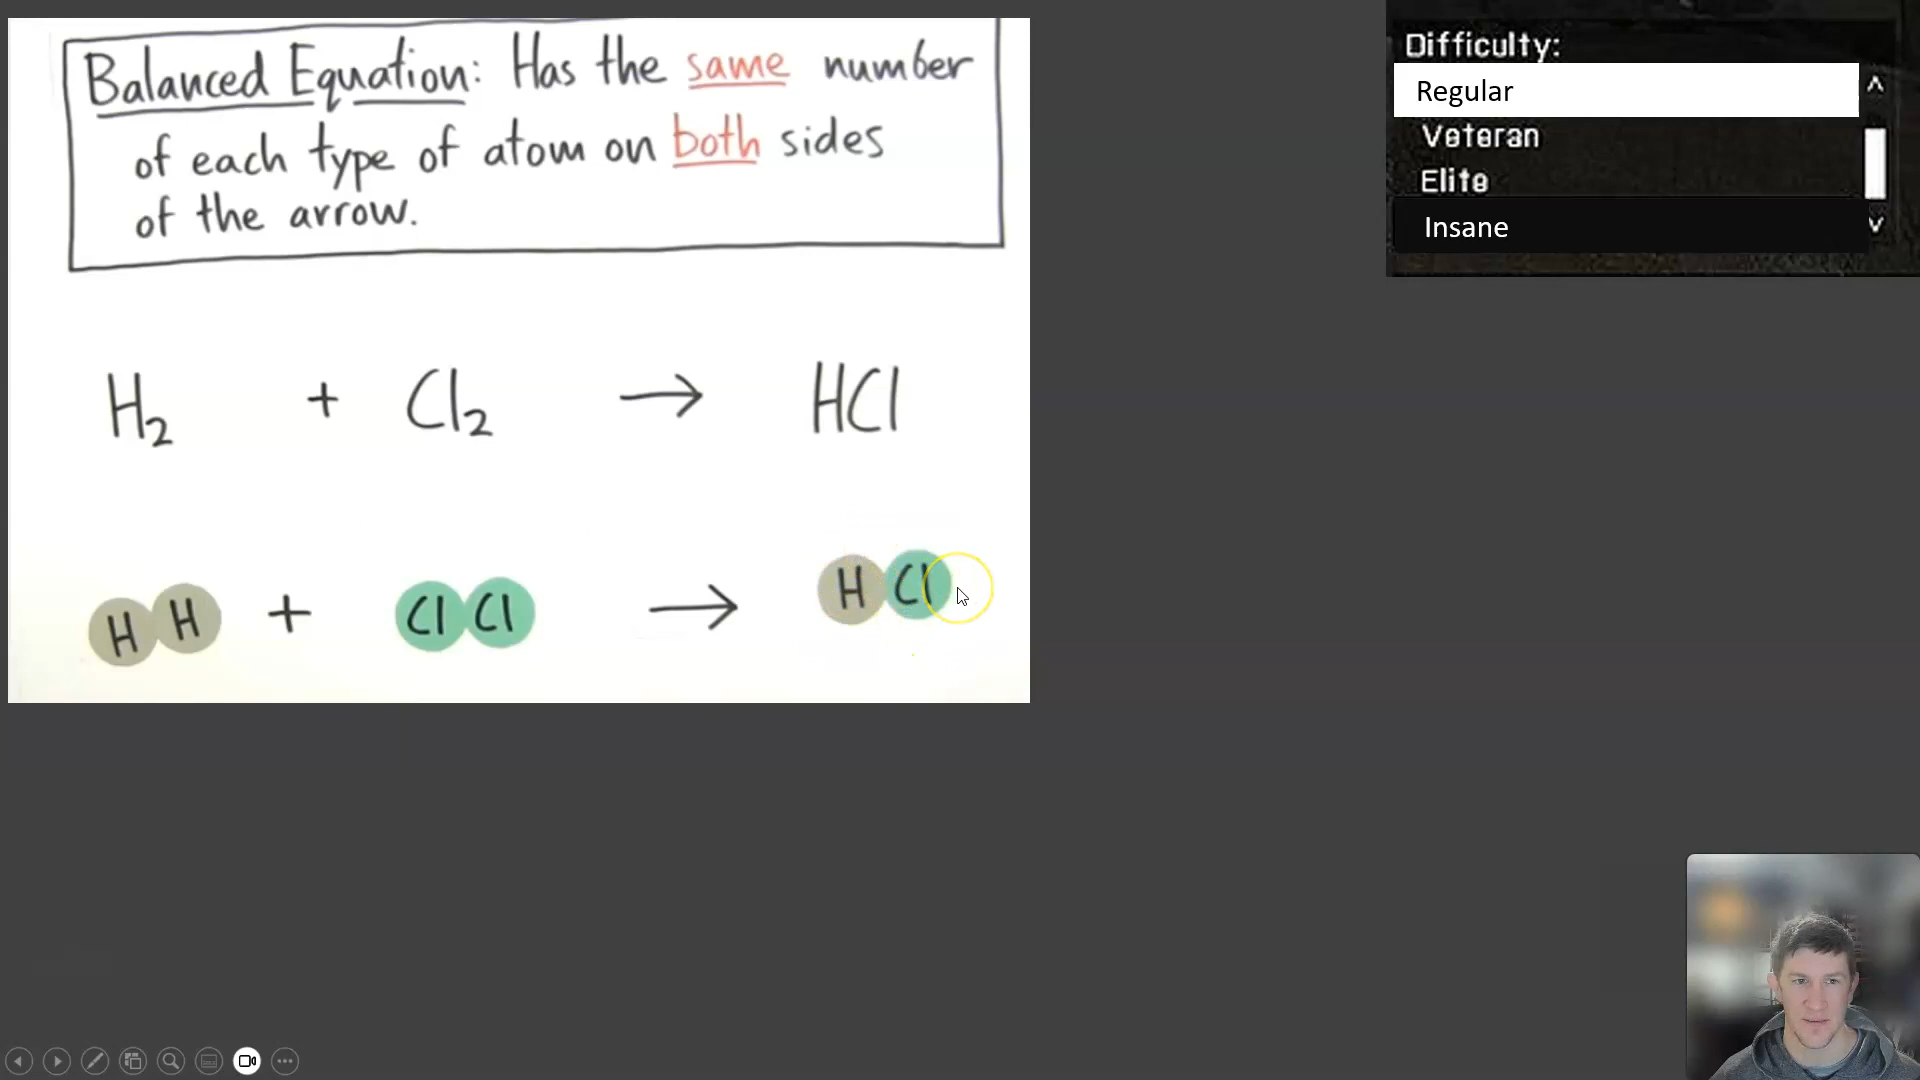 Balanced Equation: Has the same number
of each type of atom on both sides
of the arrow.
H₂ + Cl₂ → HCl
H H + Cl Cl → H Cl
Difficulty:
Regular
Veteran
Elite
Insane